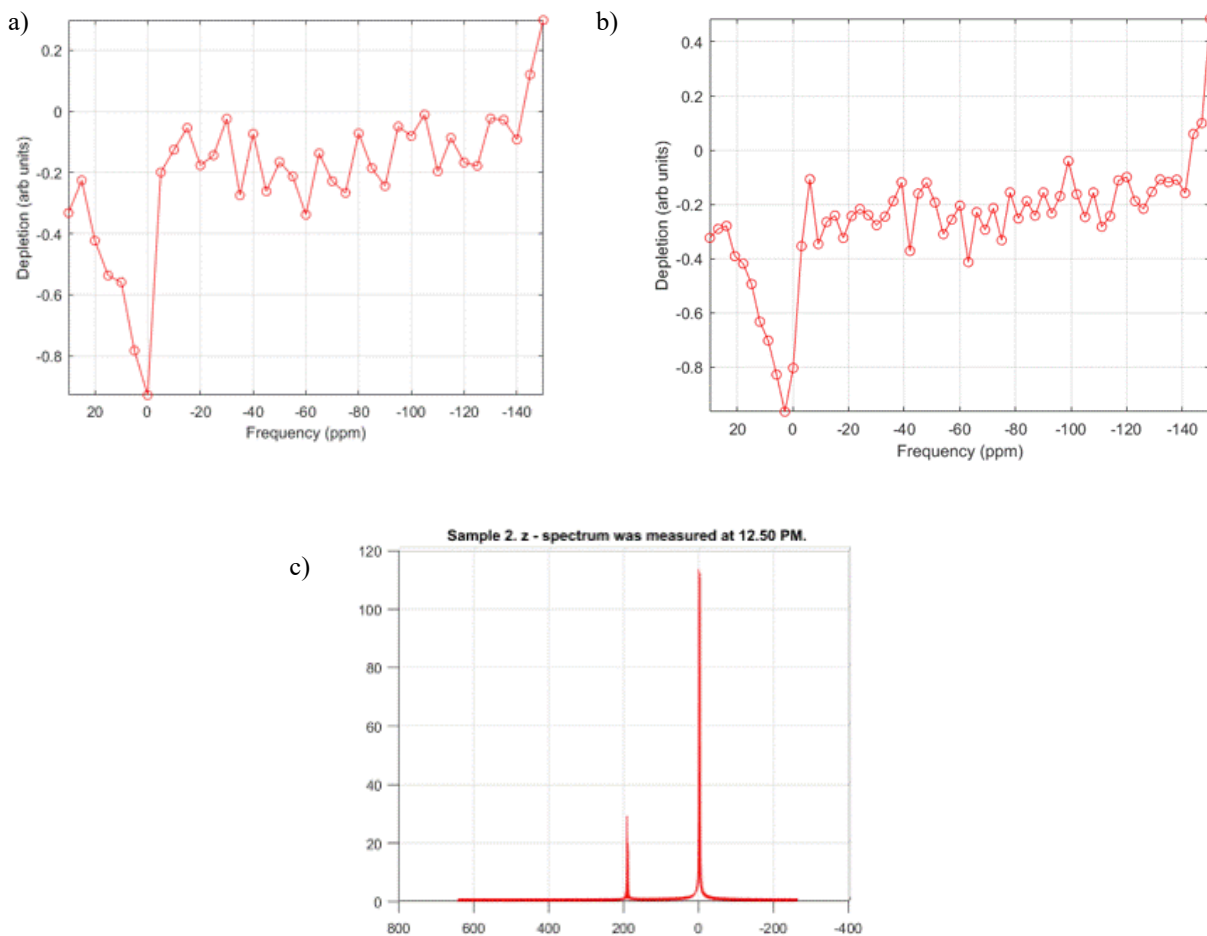 a)
0.2
0
-0.2
-0.4
-0.6
-0.8
Depletion (arb units)
20 0 -20 -40 -60 -80 -100 -120 -140
Frequency (ppm)
b)
0.4
0.2
0
-0.2
-0.4
-0.6
-0.8
Depletion (arb units)
20 0 -20 -40 -60 -80 -100 -120 -140
Frequency (ppm)
c)
Sample 2. z - spectrum was measured at 12.50 PM.
120
100
80
60
40
20
0
800 600 400 200 0 -200 -400